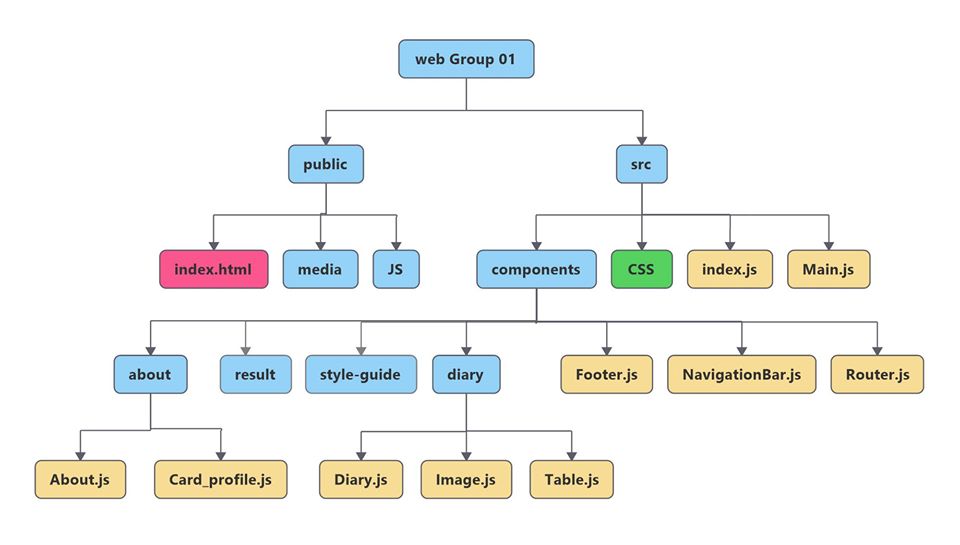 web Group 01
public
src
index.html
media
JS
components
CSS
index.js
Main.js
about
result
style-guide
diary
Footer.js
NavigationBar.js
Router.js
About.js
Card_profile.js
Diary.js
Image.js
Table.js